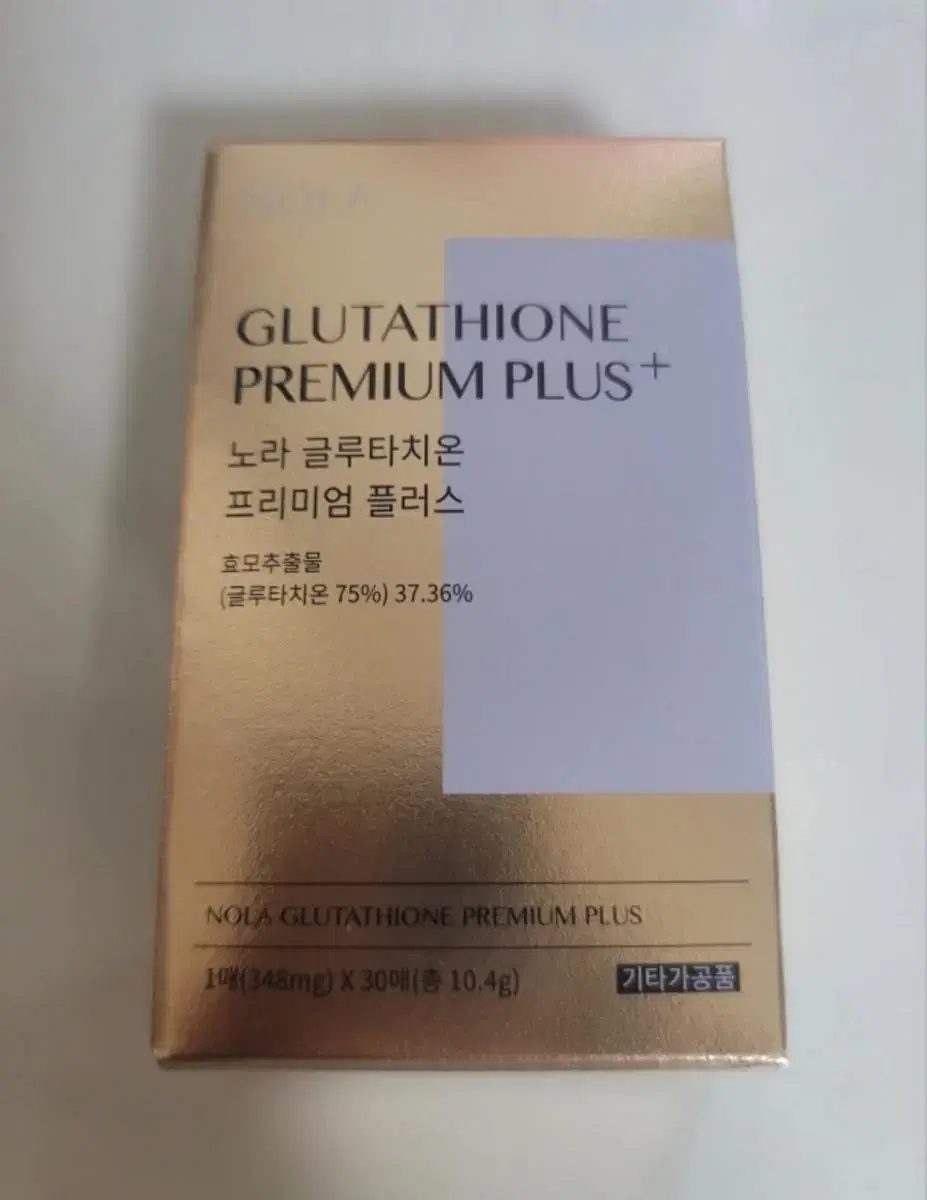 GLUTATHIONE
PREMIUM PLUS+
노라 글루타치온
프리미엄 플러스
효모추출물
(글루타치온 75%) 37.36%
NOLA GLUTATHIONE PREMIUM PLUS
1매(348mg) X 30매(총 10.4g)
기타가공품